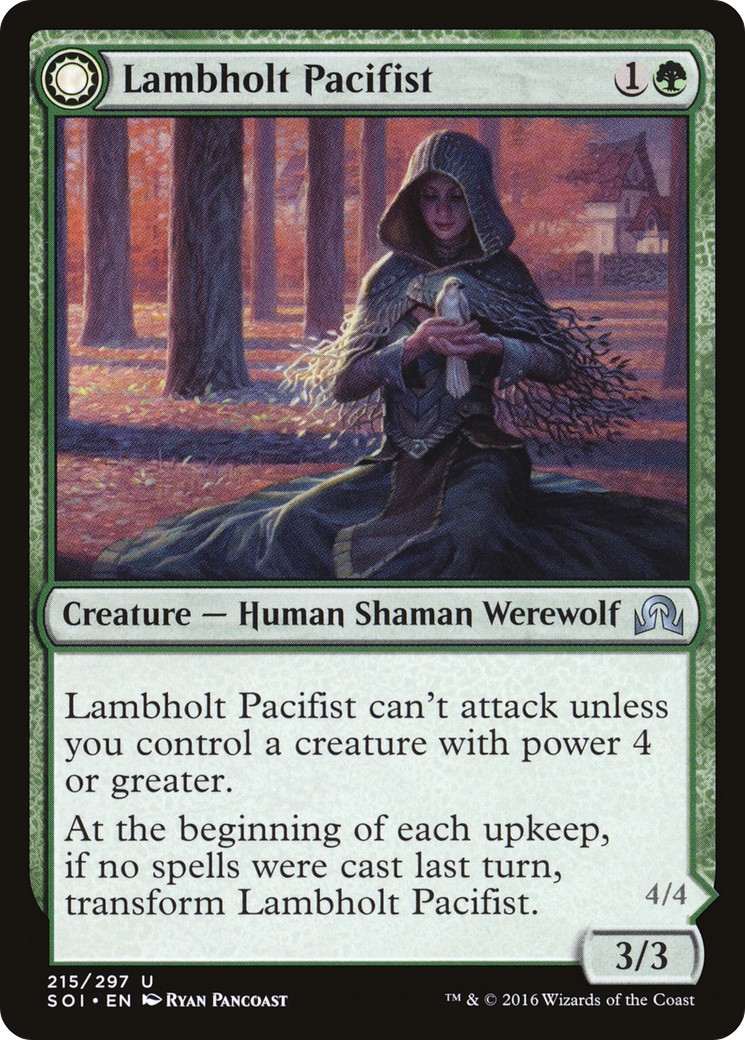 Lambholt Pacifist 1
Creature — Human Shaman Werewolf
Lambholt Pacifist can't attack unless
you control a creature with power 4
or greater.
At the beginning of each upkeep,
if no spells were cast last turn,
transform Lambholt Pacifist.
4/4
3/3
215/297 U
SOI • EN Ryan Pancoast
™ & © 2016 Wizards of the Coast